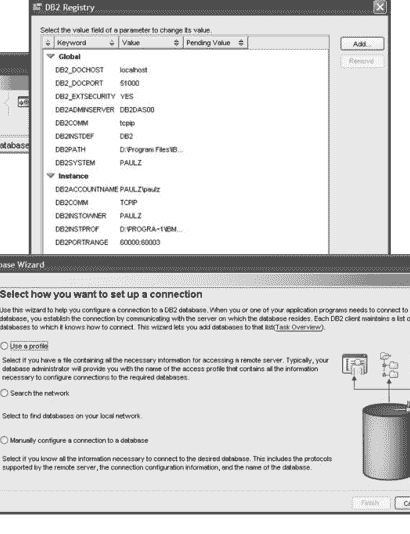 DB2 Registry
Select the value field of a parameter to change its value.
Keyword Value Pending Value
Add...
Remove
Global
DB2_DOCHOST localhost
DB2_DOCPORT 51000
DB2_EXTSECURITY YES
DB2ADMINSERVER DB2DAS00
DB2COMM tcpip
DB2INSTDEF DB2
DB2PATH D:\Program Files\IB...
DB2SYSTEM PAULZ
Instance
DB2ACCOUNTNAME PAULZ\paulz
DB2COMM TCPIP
DB2INSTOWNER PAULZ
DB2INSTPROF D:\PROGRA~1\IBM...
DB2PORTRANGE 60000:60003
atabase
base Wizard
Select how you want to set up a connection
Use this wizard to help you configure a connection to a DB2 database. When you or one of your application programs needs to connect to
database, you establish the connection by communicating with the server on which the database resides. Each DB2 client maintains a list o
databases to which it knows how to connect. This wizard lets you add databases to that list(Task Overview).
Use a profile
Select if you have a file containing all the necessary information for accessing a remote server. Typically, your
database administrator will provide you with the name of the access profile that contains all the information
necessary to configure connections to the required databases.
Search the network
Select to find databases on your local network.
Manually configure a connection to a database
Select if you know all the information necessary to connect to the desired database. This includes the protocols
supported by the remote server, the connection configuration information, and the name of the database.
Finish Ca